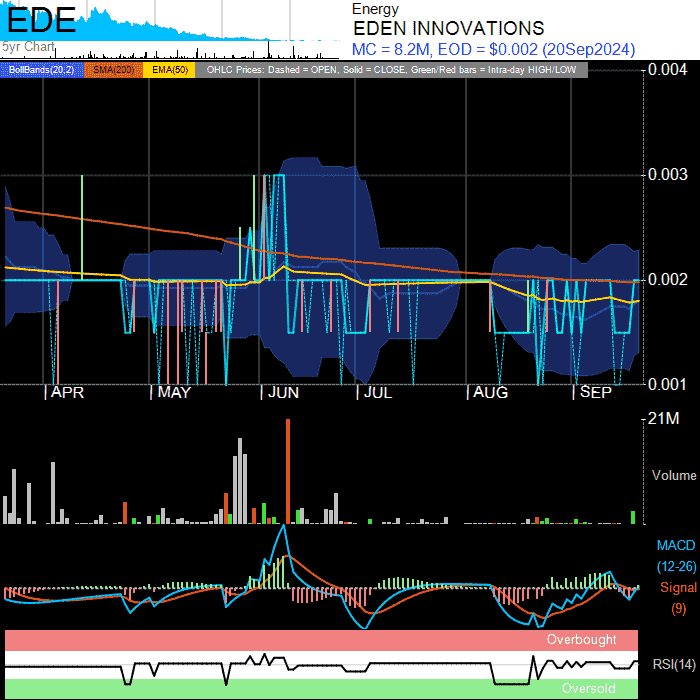 EDE
5yr Chart
Energy
EDEN INNOVATIONS
MC = 8.2M, EOD = $0.002 (20Sep2024)
BollBands(20,2) SMA(200) EMA(50) OHLC Prices: Dashed = OPEN, Solid = CLOSE, Green/Red bars = Intra-day HIGH/LOW
0.004
0.003
0.002
0.001
APR MAY JUN JUL AUG SEP
21M
Volume
MACD
(12-26)
Signal
(9)
Overbought
RSI(14)
Oversold